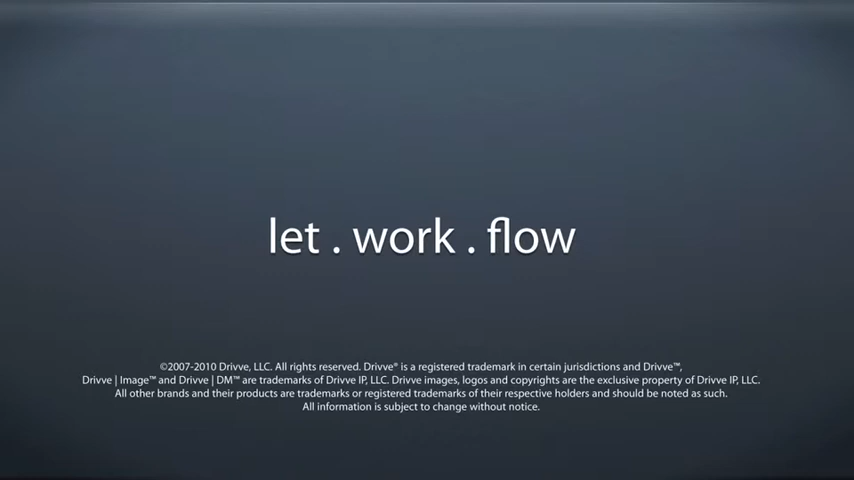 let . work . flow
©2007-2010 Drivve, LLC. All rights reserved. Drivve® is a registered trademark in certain jurisdictions and Drivve™,
Drivve | Image™ and Drivve | DM™ are trademarks of Drivve IP, LLC. Drivve images, logos and copyrights are the exclusive property of Drivve IP, LLC.
All other brands and their products are trademarks or registered trademarks of their respective holders and should be noted as such.
All information is subject to change without notice.